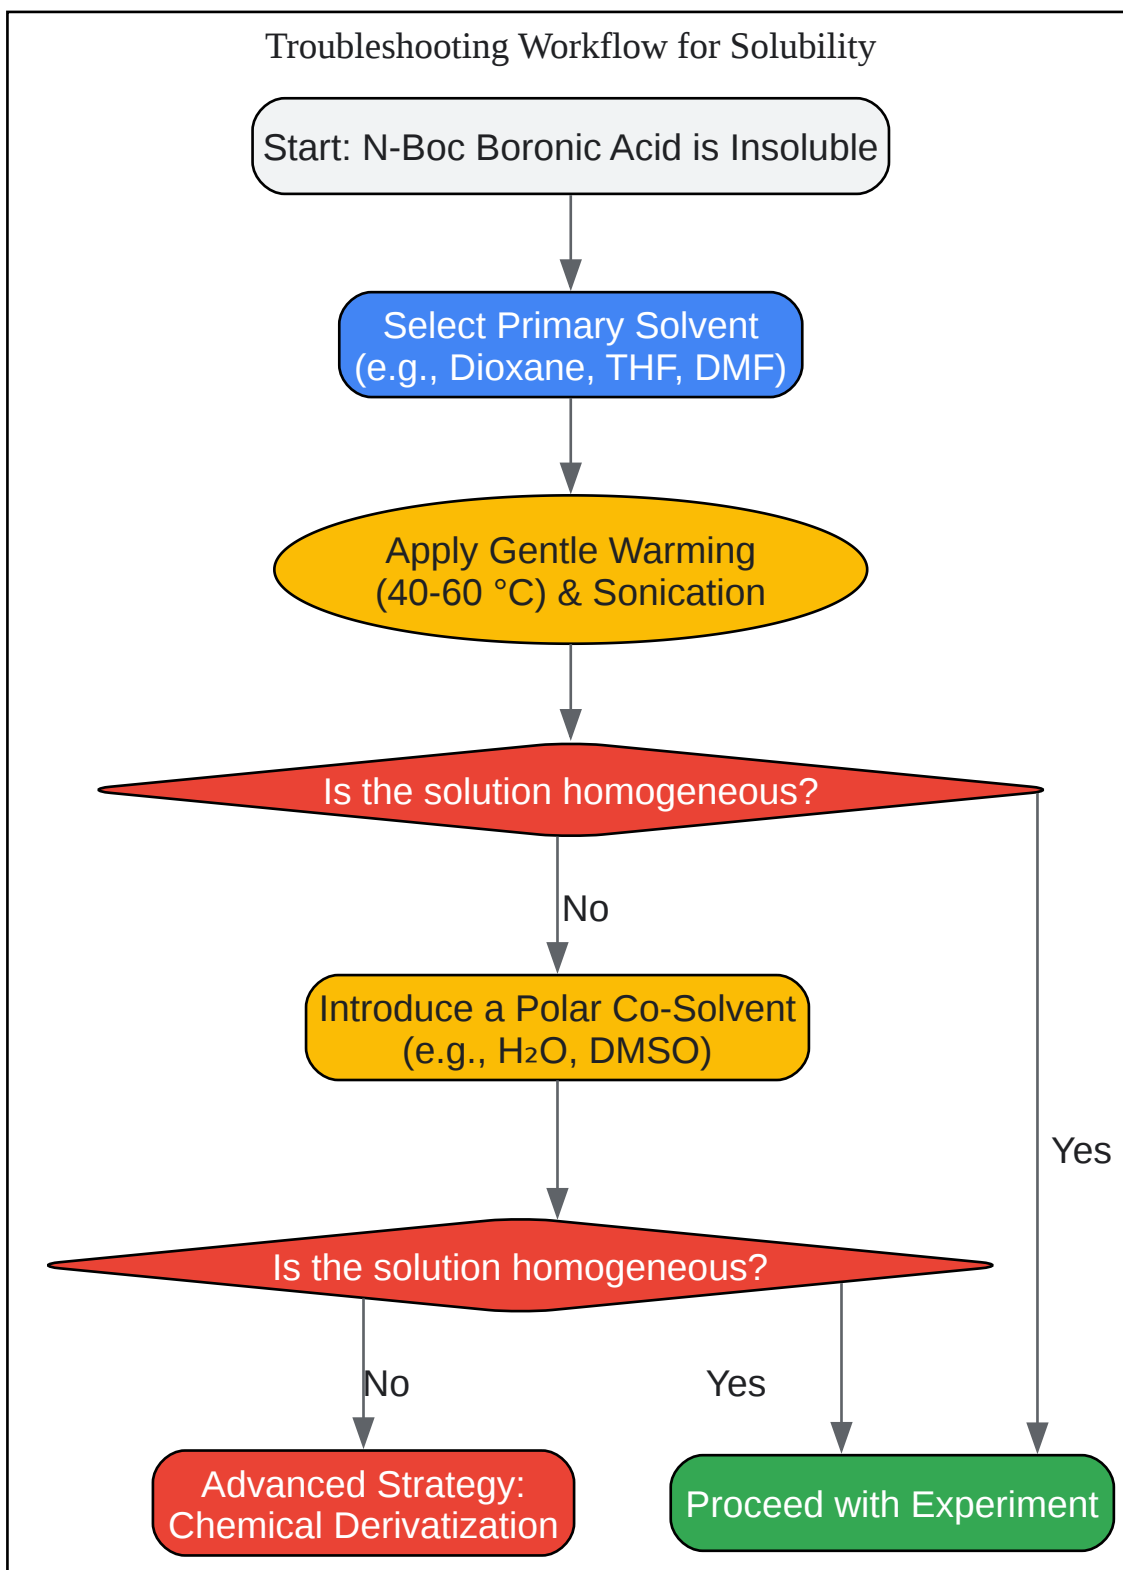 Troubleshooting Workflow for Solubility
Start: N-Boc Boronic Acid is Insoluble
Select Primary Solvent
(e.g., Dioxane, THF, DMF)
Apply Gentle Warming
(40-60 °C) & Sonication
Is the solution homogeneous?
No
Introduce a Polar Co-Solvent
(e.g., H₂O, DMSO)
Yes
Is the solution homogeneous?
No
Yes
Advanced Strategy:
Chemical Derivatization
Proceed with Experiment